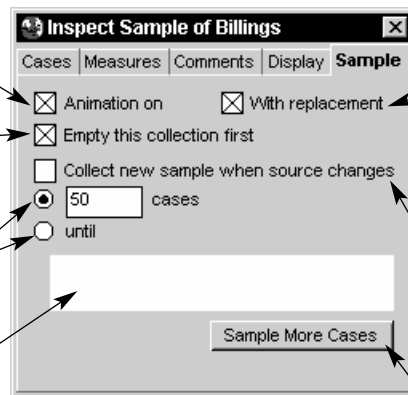 Inspect Sample of Billings
Cases Measures Comments Display Sample
Animation on With replacement
Empty this collection first
Collect new sample when source changes
50 cases
until
Sample More Cases